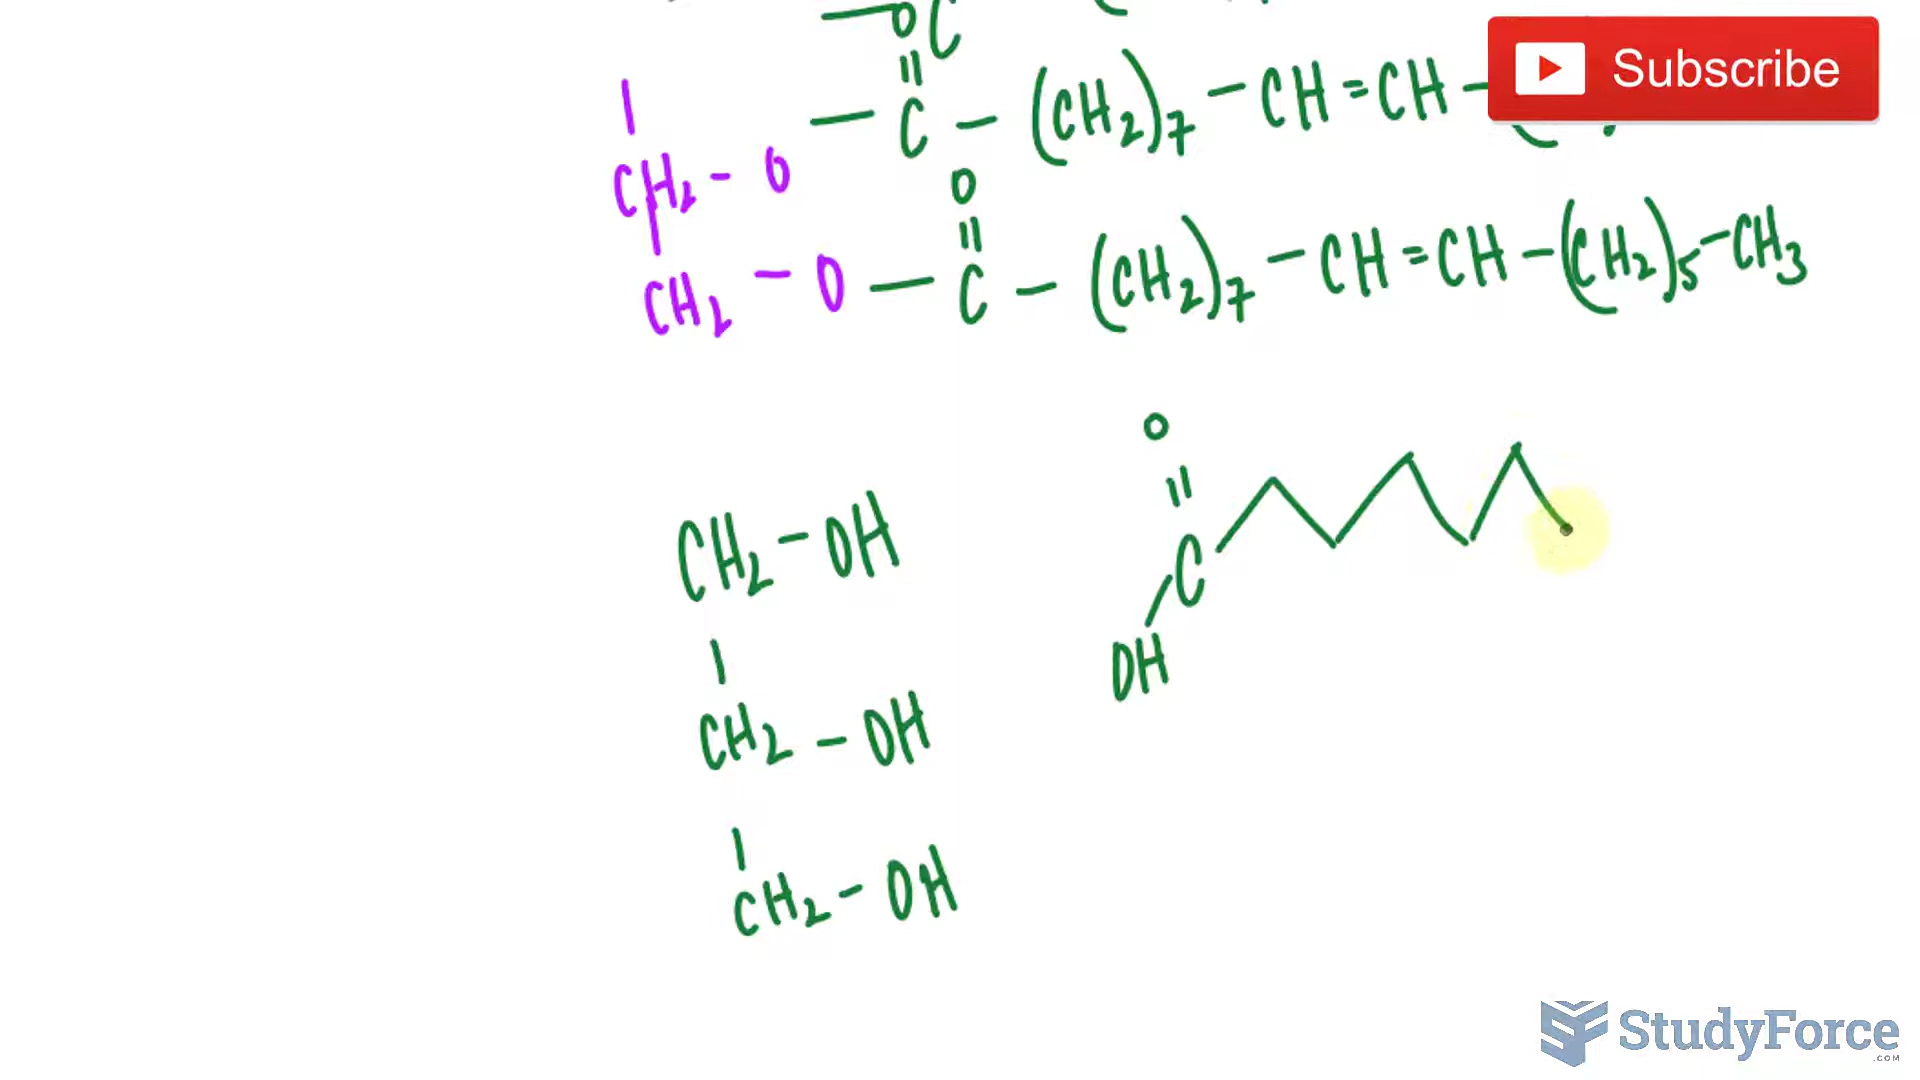 O C
Subscribe
— C — (CH2)7 — CH = CH —
CH2 - O
O
CH2 — O — C — (CH2)7 — CH = CH — (CH2)5 — CH3
O
CH2 - OH
C
OH
CH2 - OH
CH2 - OH
StudyForce
.COM